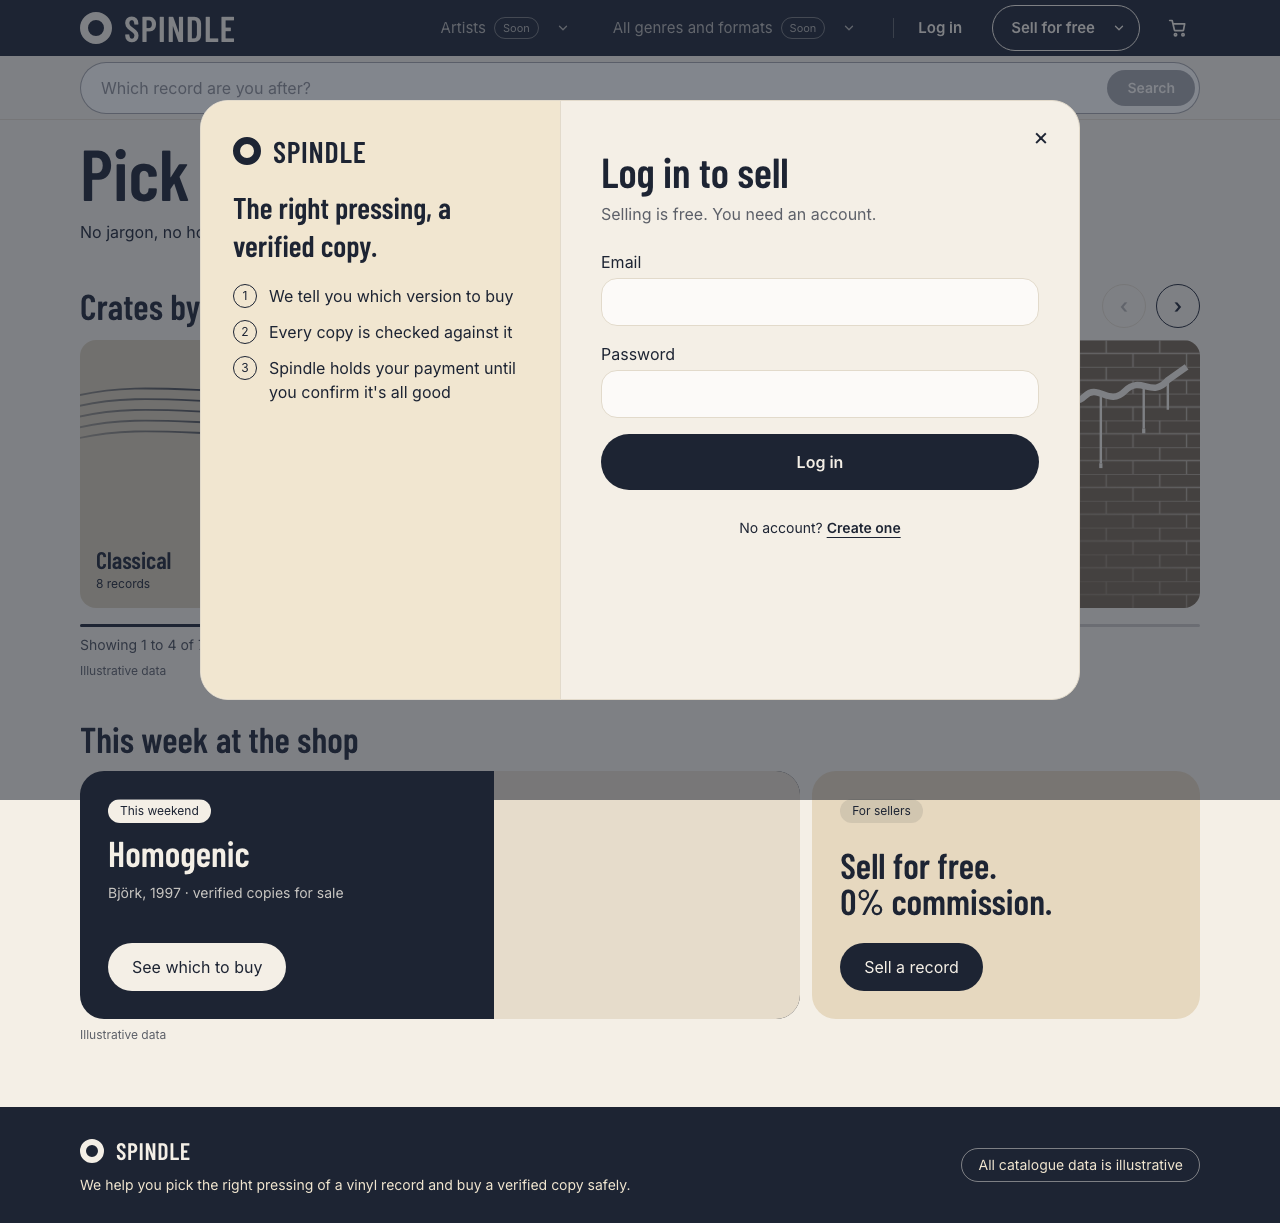 SPINDLE
Artists Soon
All genres and formats Soon
Log in
Sell for free
Which record are you after?
Search
Pick
No jargon, no
Crates by
Classical
8 records
Showing 1 to 4 of
Illustrative data
SPINDLE
The right pressing, a
verified copy.
1 We tell you which version to buy
2 Every copy is checked against it
3 Spindle holds your payment until
you confirm it's all good
Log in to sell
Selling is free. You need an account.
Email
Password
Log in
No account? Create one
This week at the shop
This weekend
Homogenic
Björk, 1997 · verified copies for sale
See which to buy
For sellers
Sell for free.
0% commission.
Sell a record
Illustrative data
SPINDLE
We help you pick the right pressing of a vinyl record and buy a verified copy safely.
All catalogue data is illustrative